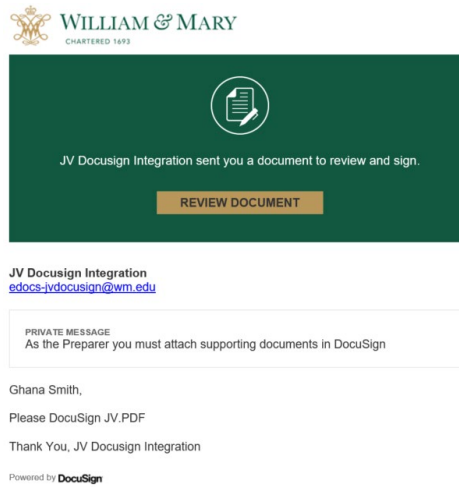 WILLIAM & MARY
CHARTERED 1693
JV Docusign Integration sent you a document to review and sign.
REVIEW DOCUMENT
JV Docusign Integration
edocs-jvdocusign@wm.edu
PRIVATE MESSAGE
As the Preparer you must attach supporting documents in DocuSign
Ghana Smith,
Please DocuSign JV.PDF
Thank You, JV Docusign Integration
Powered by DocuSign